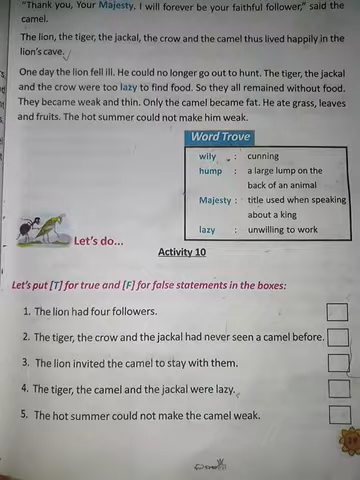 "Thank you, Your Majesty. I will forever be your faithful follower," said the
camel.
The lion, the tiger, the jackal, the crow and the camel thus lived happily in the
lion's cave.
One day the lion fell ill. He could no longer go out to hunt. The tiger, the jackal
and the crow were too lazy to find food. So they all remained without food.
They became weak and thin. Only the camel became fat. He ate grass, leaves
and fruits. The hot summer could not make him weak.
Word Trove
wily : cunning
hump : a large lump on the
back of an animal
Majesty : title used when speaking
about a king
lazy : unwilling to work
Let's do...
Activity 10
Let's put [T] for true and [F] for false statements in the boxes:
1. The lion had four followers.
2. The tiger, the crow and the jackal had never seen a camel before.
3. The lion invited the camel to stay with them.
4. The tiger, the camel and the jackal were lazy.
5. The hot summer could not make the camel weak.